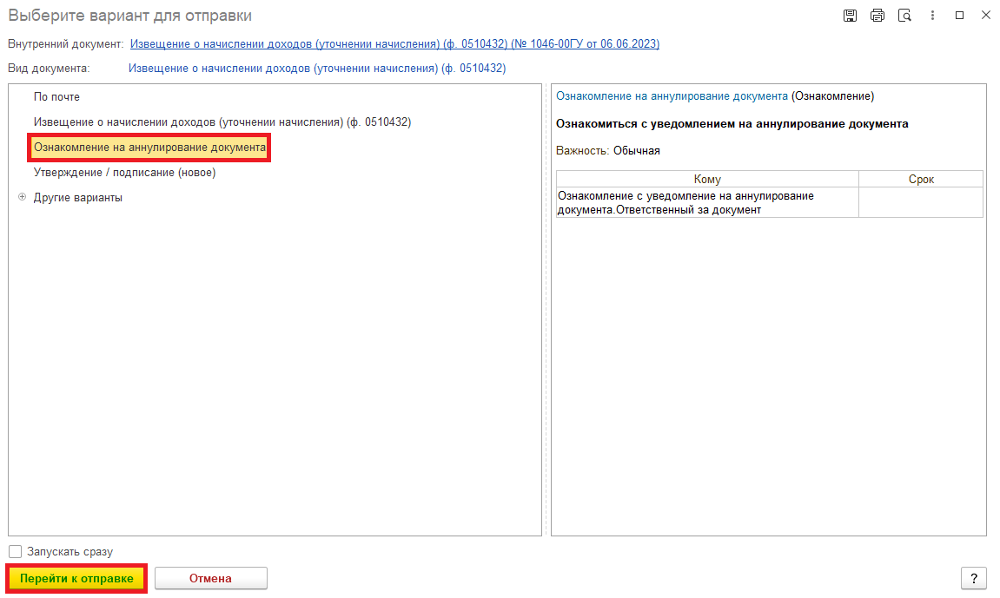 Выберите вариант для отправки
Внутренний документ: Извещение о начислении доходов (уточнении начисления) (ф. 0510432) (№ 1046-00ГУ от 06.06.2023)
Вид документа: Извещение о начислении доходов (уточнении начисления) (ф. 0510432)
По почте
Извещение о начислении доходов (уточнении начисления) (ф. 0510432)
Ознакомление на аннулирование документа
Утверждение / подписание (новое)
Другие варианты
Ознакомление на аннулирование документа (Ознакомление)
Ознакомиться с уведомлением на аннулирование документа
Важность: Обычная
Кому Срок
Ознакомление с уведомление на аннулирование
документа.Ответственный за документ
Запускать сразу
Перейти к отправке Отмена ?